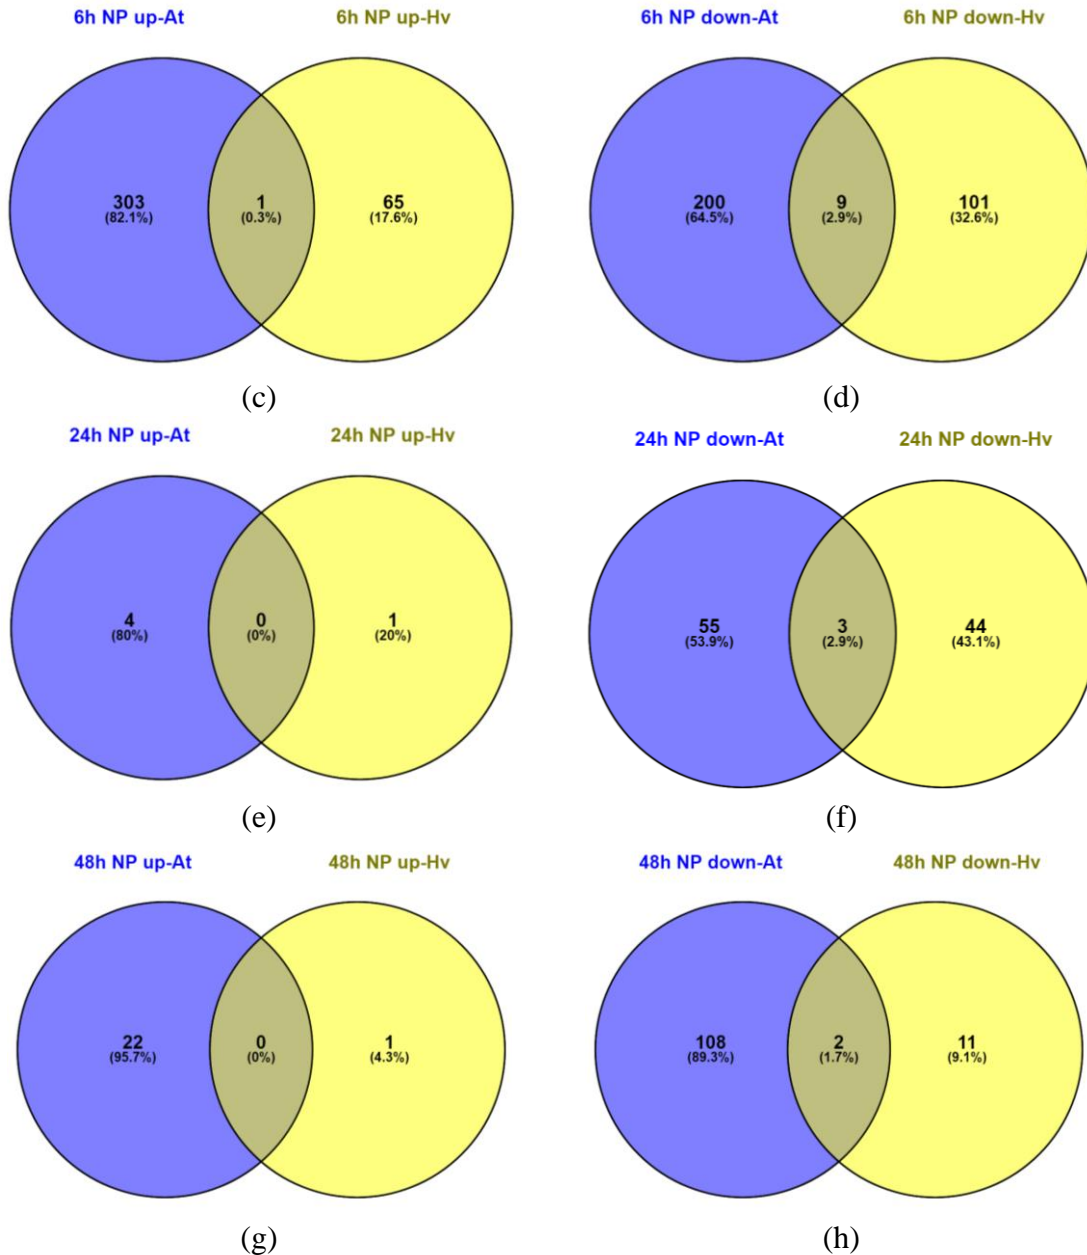 6h NP up-At 6h NP up-Hv 6h NP down-At 6h NP down-Hv
303 1 65 200 9 101
(82.1%) (0.3%) (17.6%) (64.5%) (2.9%) (32.6%)
(c) (d)
24h NP up-At 24h NP up-Hv 24h NP down-At 24h NP down-Hv
4 0 1 55 3 44
(80%) (0%) (20%) (53.9%) (2.9%) (43.1%)
(e) (f)
48h NP up-At 48h NP up-Hv 48h NP down-At 48h NP down-Hv
22 0 1 108 2 11
(95.7%) (0%) (4.3%) (89.3%) (1.7%) (9.1%)
(g) (h)